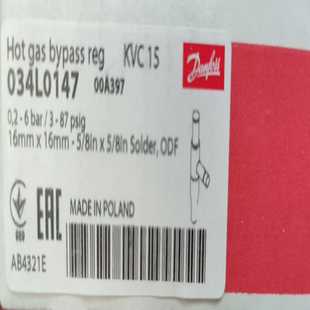 Hot gas bypass reg KVC 15
034L0147 00A397
Danfoss
0,2 - 6 bar / 3 - 87 psig
16mm x 16mm - 5/8in x 5/8in Solder, ODF
EAC
MADE IN POLAND
AB4321E